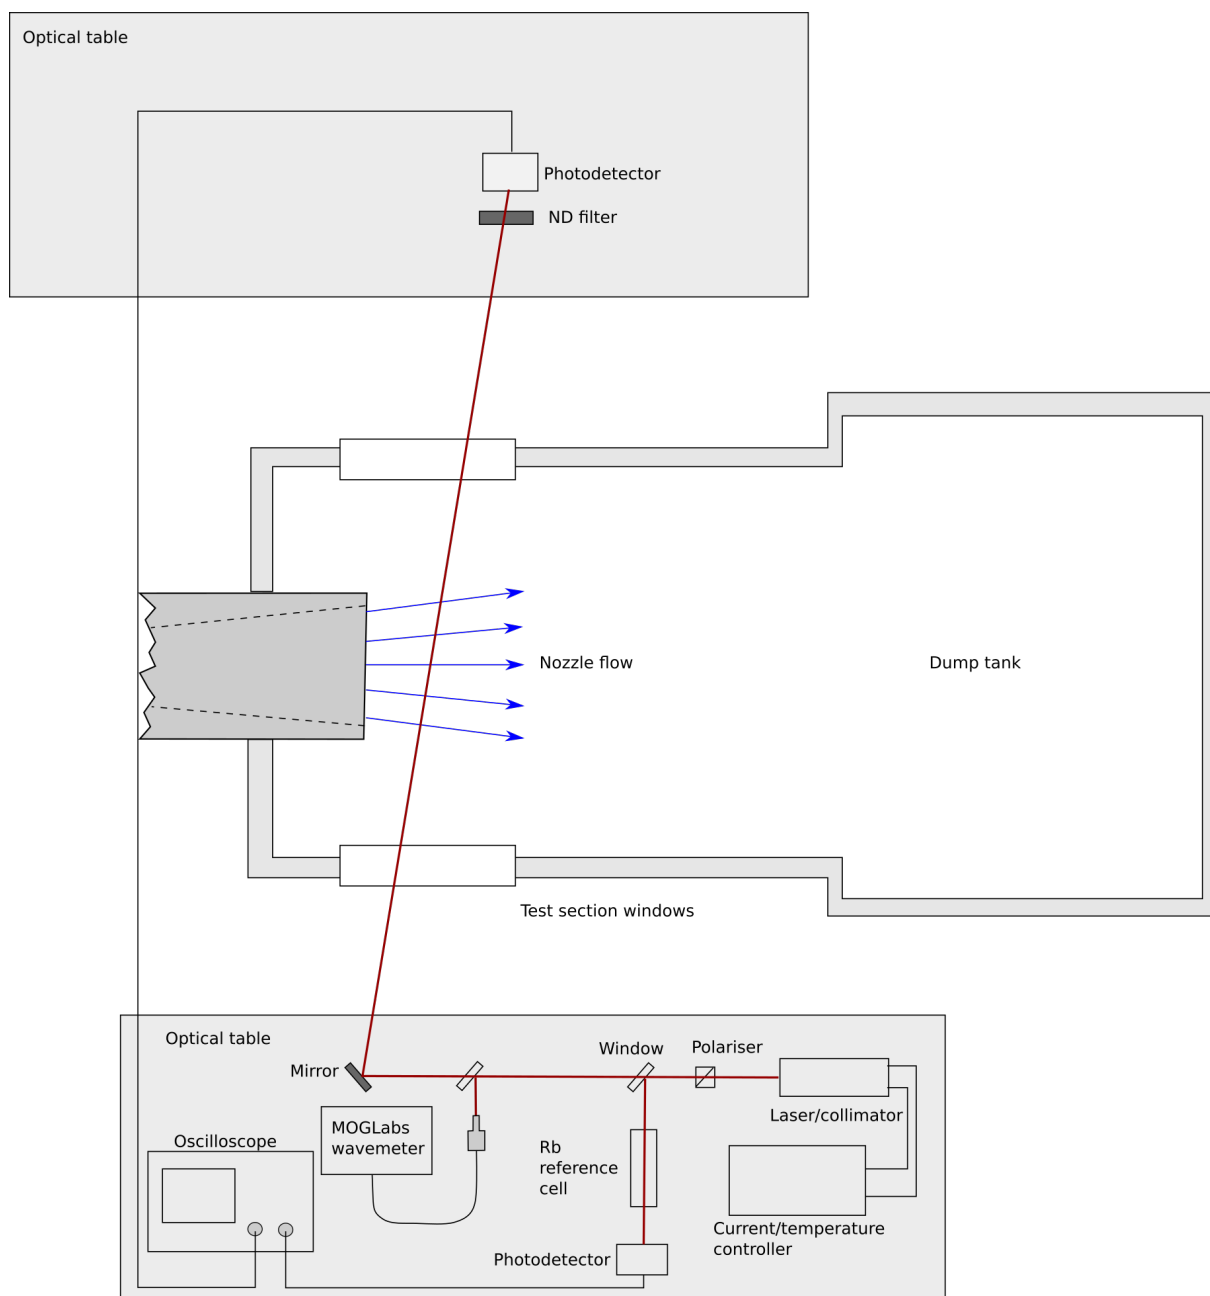 Optical table
Photodetector
ND filter
Nozzle flow
Dump tank
Test section windows
Optical table
Window
Polariser
Mirror
Laser/collimator
MOGLabs
wavemeter
Oscilloscope
Rb
reference
cell
Current/temperature
controller
Photodetector